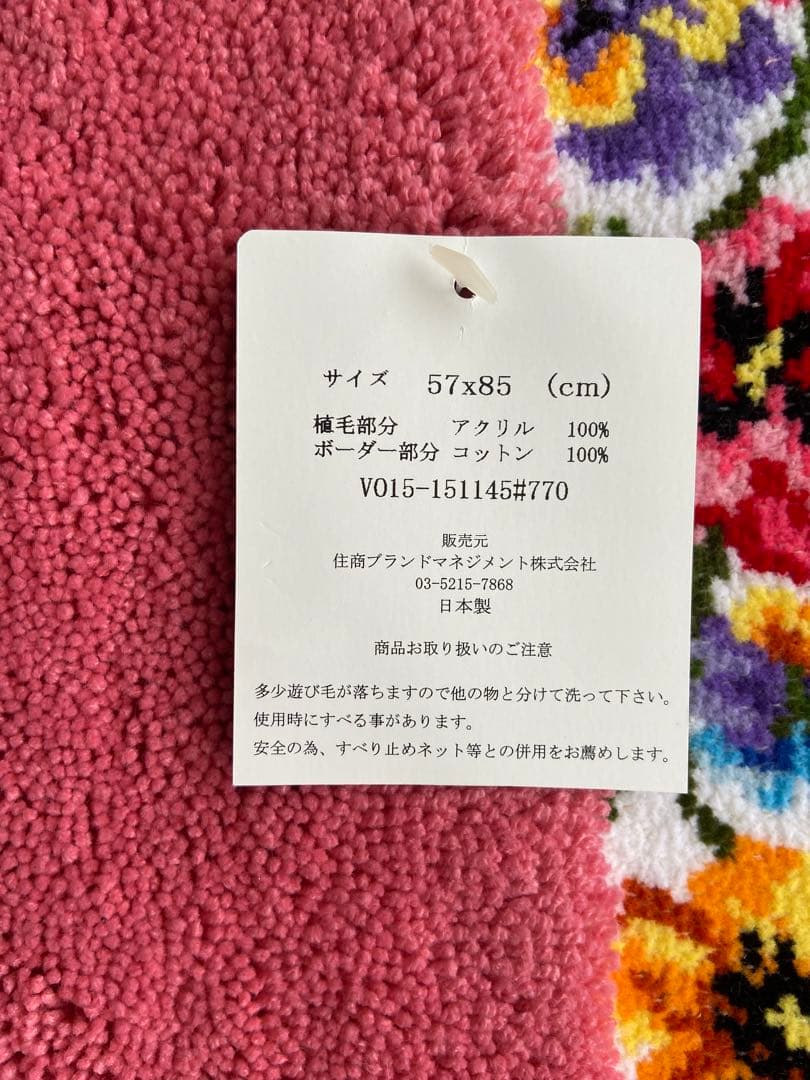 サイズ 57x85 (cm)
植毛部分 アクリル 100%
ボーダー部分 コットン 100%
V015-151145#770
販売元
住商ブランドマネジメント株式会社
03-5215-7868
日本製
商品お取り扱いのご注意
多少遊び毛が落ちますので他の物と分けて洗って下さい。
使用時にすべる事があります。
安全の為、すべり止めネット等との併用をお薦めします。